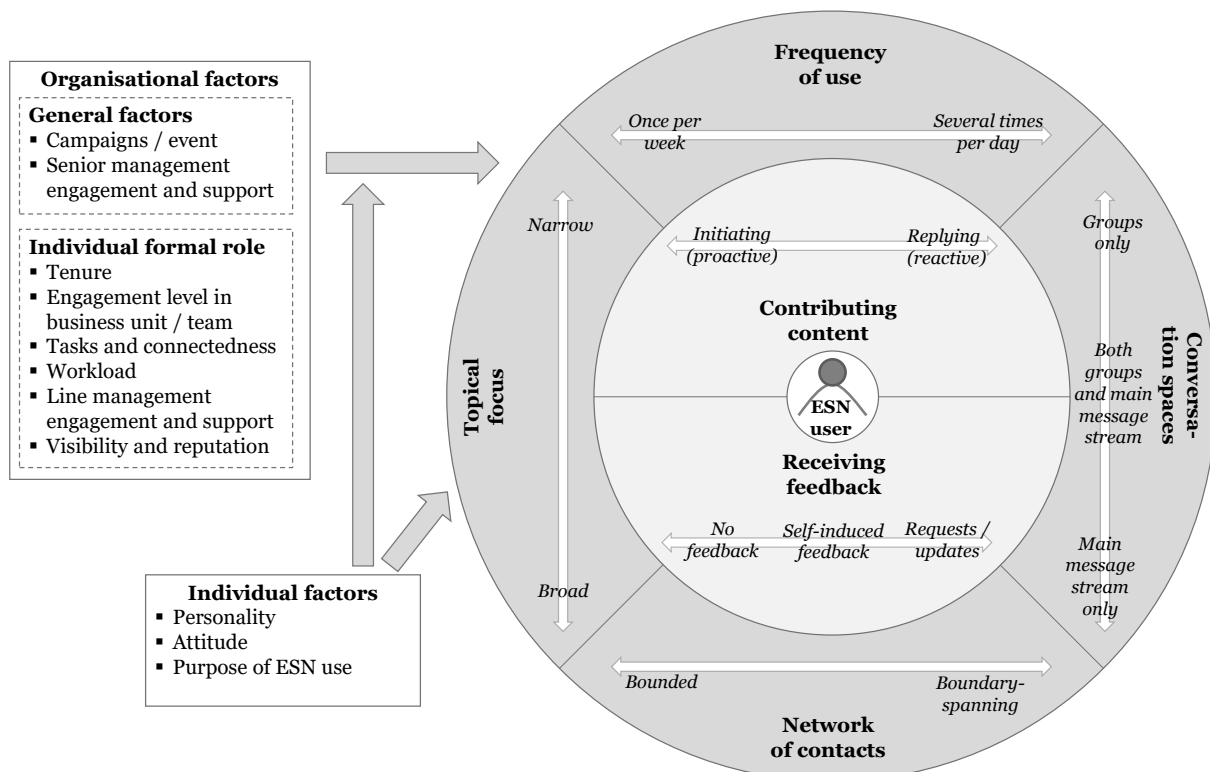 Organisational factors
General factors
▪ Campaigns / event
▪ Senior management
engagement and support
Individual formal role
▪ Tenure
▪ Engagement level in
business unit / team
▪ Tasks and connectedness
▪ Workload
▪ Line management
engagement and support
▪ Visibility and reputation
Individual factors
▪ Personality
▪ Attitude
▪ Purpose of ESN use
Frequency
of use
Once per
week
Several times
per day
Topical
focus
Narrow
Broad
Initiating
(proactive)
Replying
(reactive)
Contributing
content
ESN
user
Receiving
feedback
No
feedback
Self-induced
feedback
Requests /
updates
Groups
only
Both
groups
and main
message
stream
Main
message
stream
only
Conversa-
tion spaces
Bounded
Boundary-
spanning
Network
of contacts